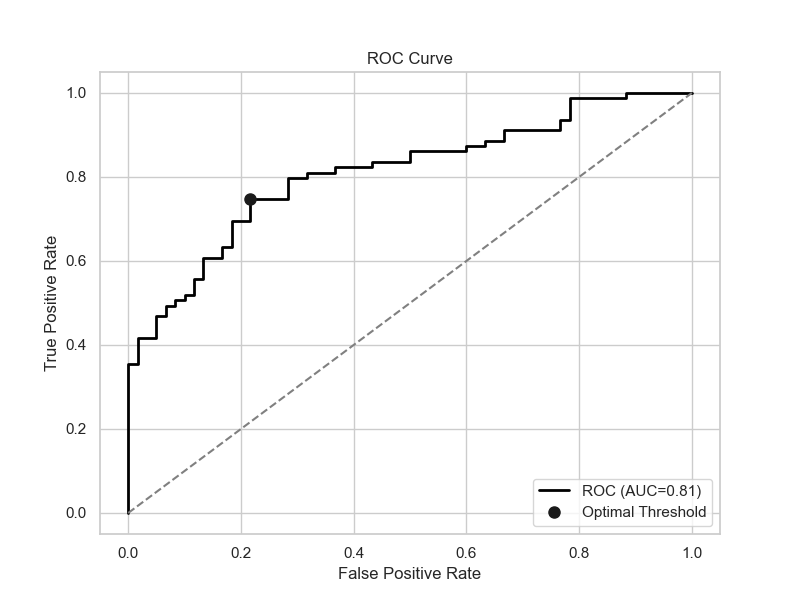 ROC Curve
1.0
0.8
0.6
0.4
0.2
0.0
True Positive Rate
0.0 0.2 0.4 0.6 0.8 1.0
False Positive Rate
ROC (AUC=0.81)
Optimal Threshold